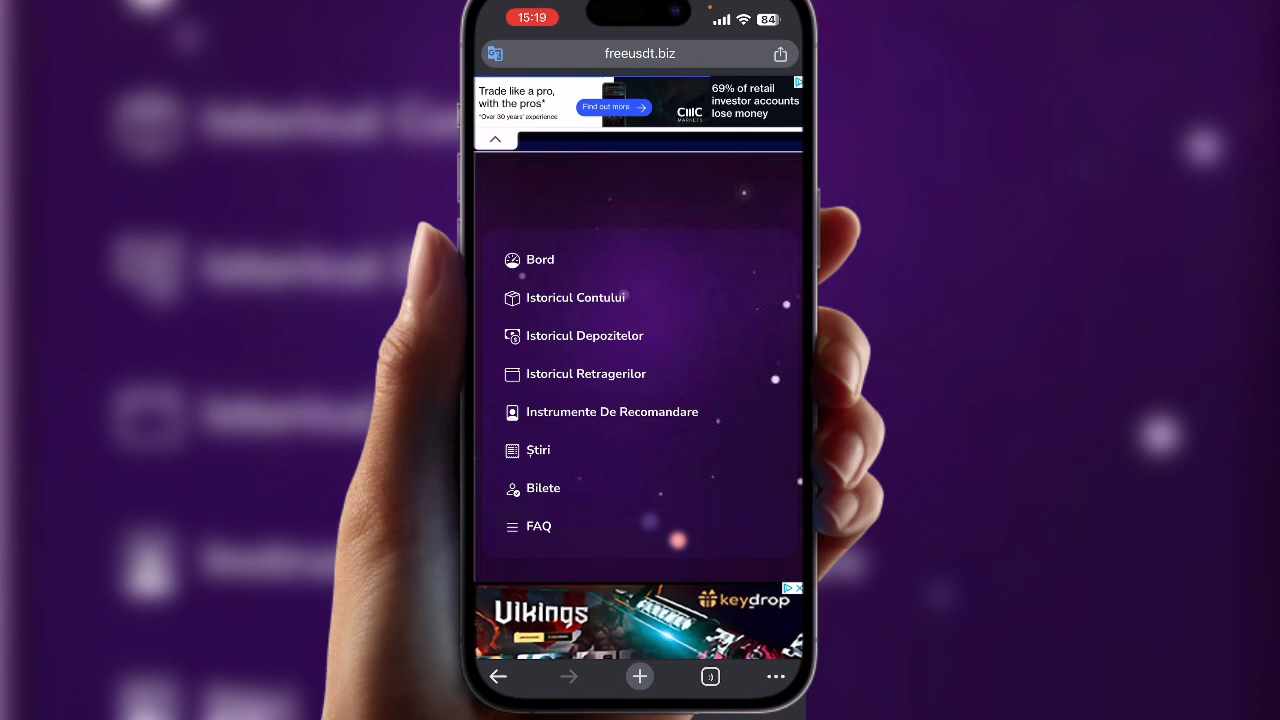 15:19
84
freeusdt.biz
Trade like a pro,
with the pros*
*Over 30 years' experience
Find out more
CMC
MARKETS
69% of retail
investor accounts
lose money
Bord
Istoricul Contului
Istoricul Depozitelor
Istoricul Retragerilor
Instrumente De Recomandare
Știri
Bilete
FAQ
Vikings
keydrop
:)